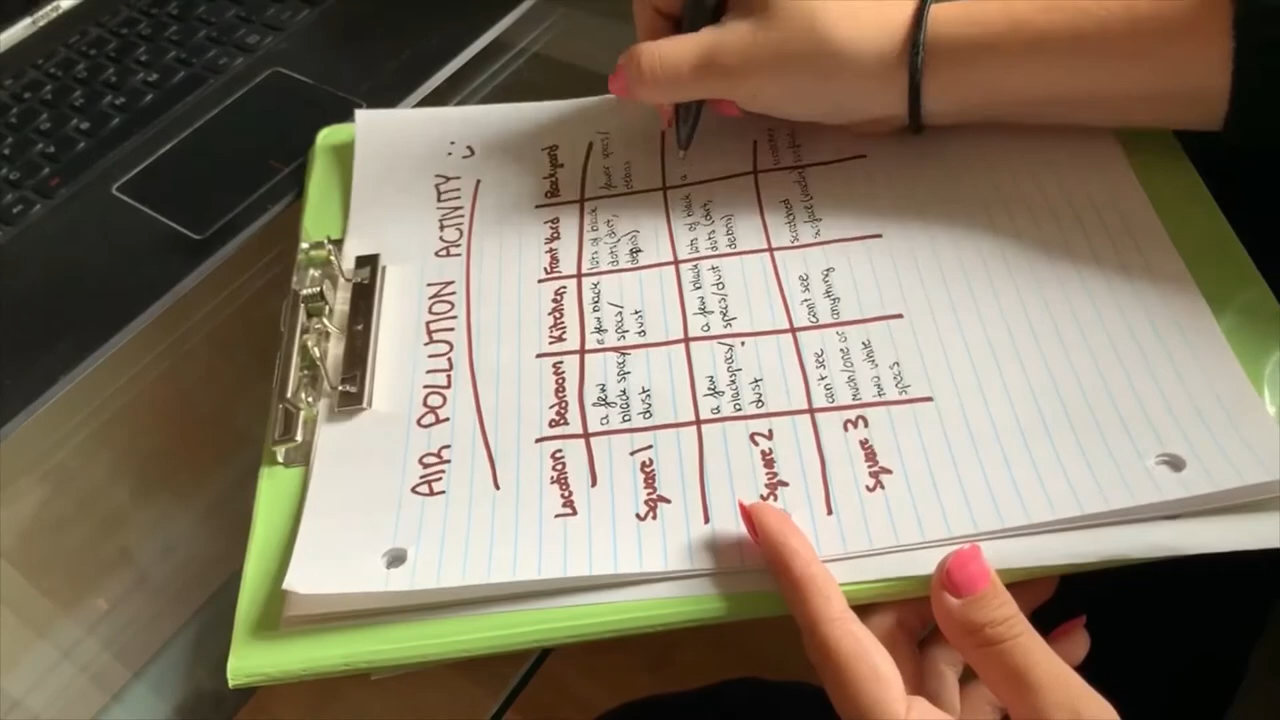 AIR POLLUTION ACTIVITY :)
Location Bedroom Kitchen Front Yard Backyard
Square 1
a few
black specs/
dust
a few black
specs/
dust
lots of black
dots (dirt,
debris)
fewer specs/
debris
Square 2
a few
blackspecs/
dust
a few black
specs/dust
lots of black
dots (dirt,
debris)
a
Square 3
can't see
much/one or
two white
specs
can't see
anything
scratched
surface